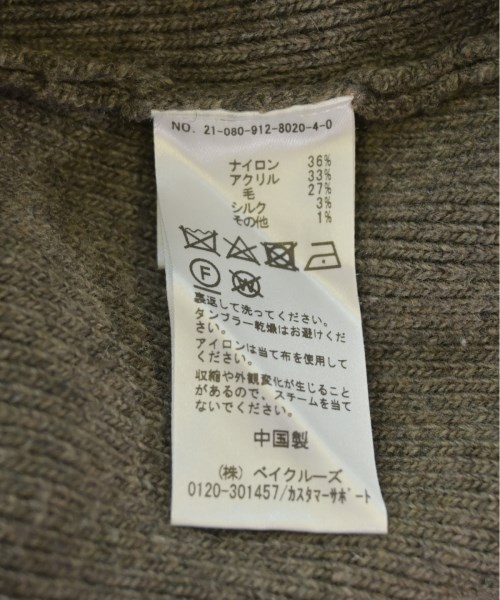 NO. 21-080-912-8020-4-0
ナイロン 36%
アクリル 33%
毛 27%
シルク 3%
その他 1%
F
W
裏返して洗ってください。
タンブラー乾燥はお避けくだ
さい。
アイロンは当て布を使用して
ください。
収縮や外観変化が生じること
があるので、スチームを当て
ないでください。
中国製
(株) ベイクルーズ
0120-301457/カスタマーサポート